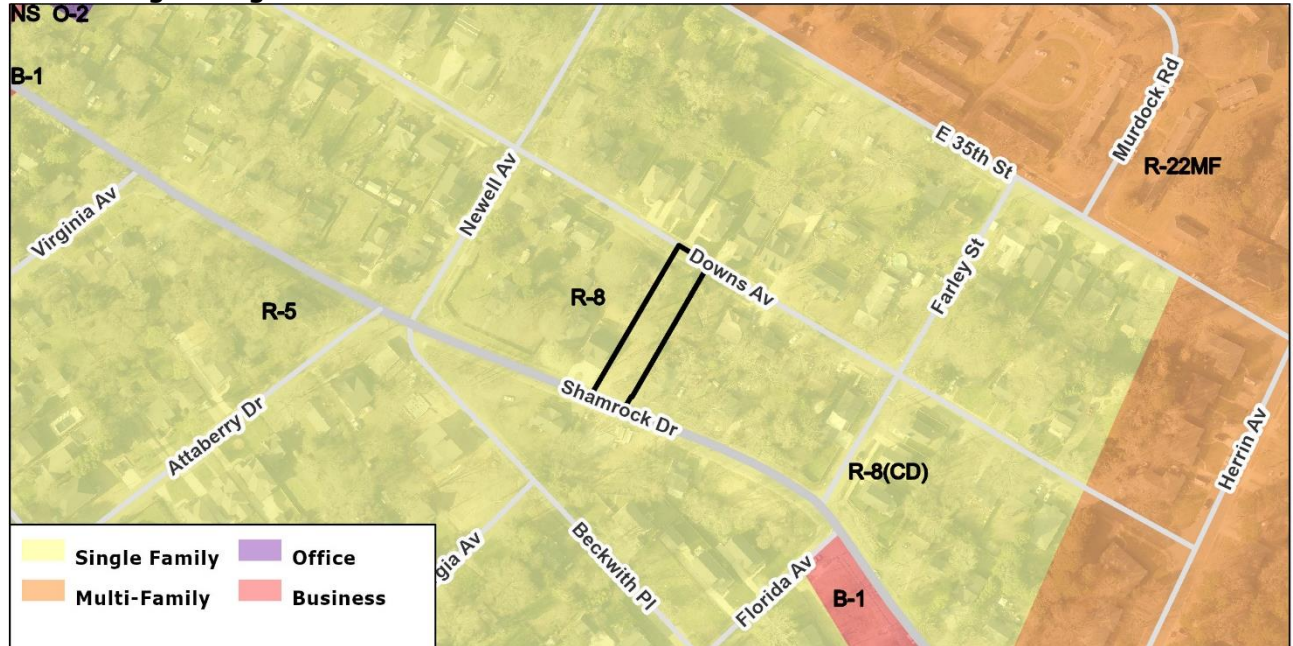 NS O-2
B-1
E 35th St
Murdock Rd
R-22MF
Virginia Av
Newell Av
Downs Av
Farley St
R-5
R-8
Shamrock Dr
Attaberry Dr
R-8(CD)
Herrin Av
Beckwith Pl
Florida Av
B-1
Single Family
Office
Multi-Family
Business